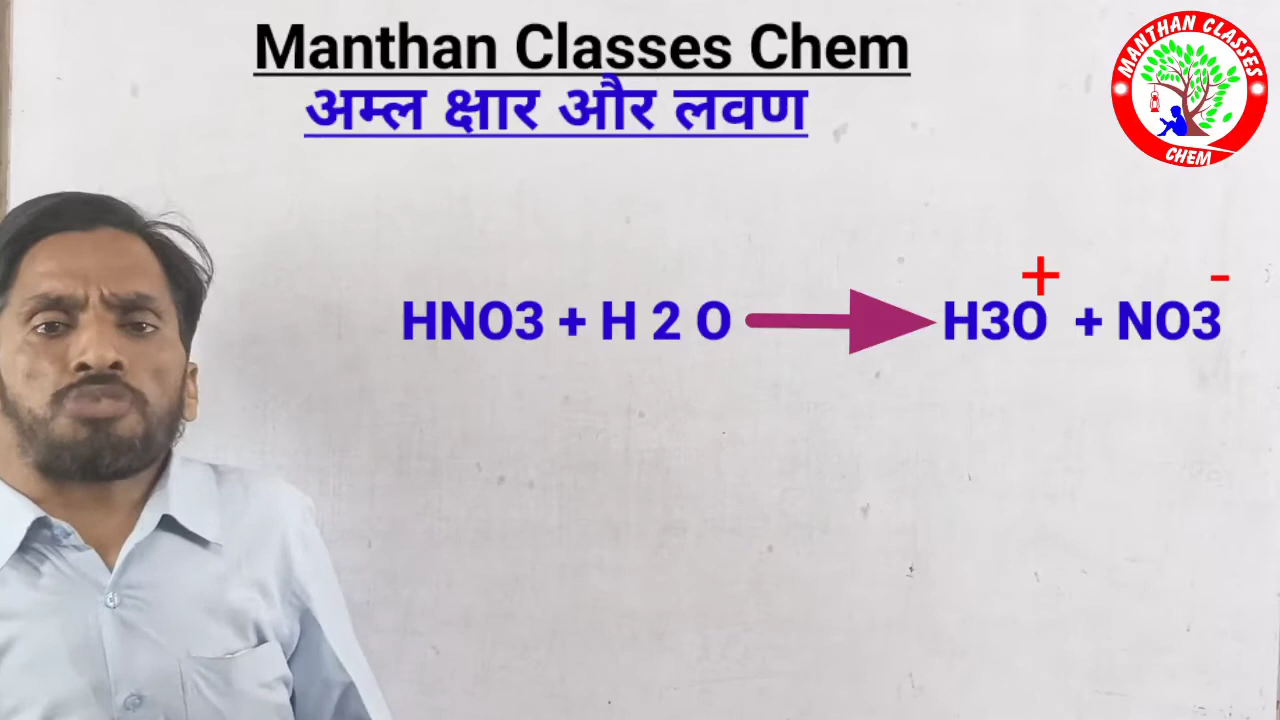 Manthan Classes Chem
अम्ल क्षार और लवण
MANTHAN CLASSES
CHEM
HNO3 + H 2 O H3O + + NO3 -